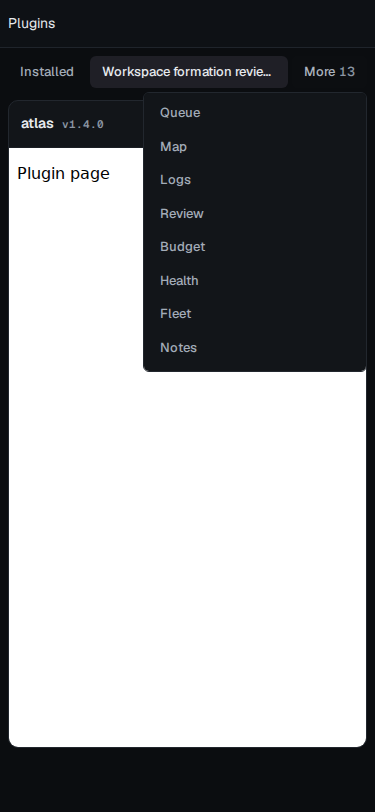 Plugins
Installed
Workspace formation revie...
More 13
atlas v1.4.0
Plugin page
Queue
Map
Logs
Review
Budget
Health
Fleet
Notes